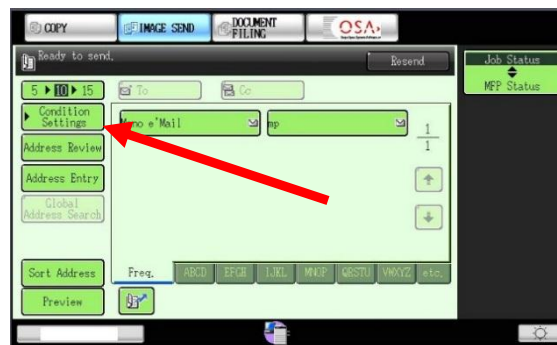 COPY
IMAGE SEND
DOCUMENT
FILING
OSA
Ready to send.
Resend
Job Status
MFP Status
5 ▶ 10 ▶ 15
To
Cc
Condition
Settings
e'Mail
mp
1
1
Address Review
Address Entry
Global
Address Search
Sort Address
Freq.
ABCD
EFGH
IJKL
MNOP
QRSTU
VWXYZ
etc.
Preview